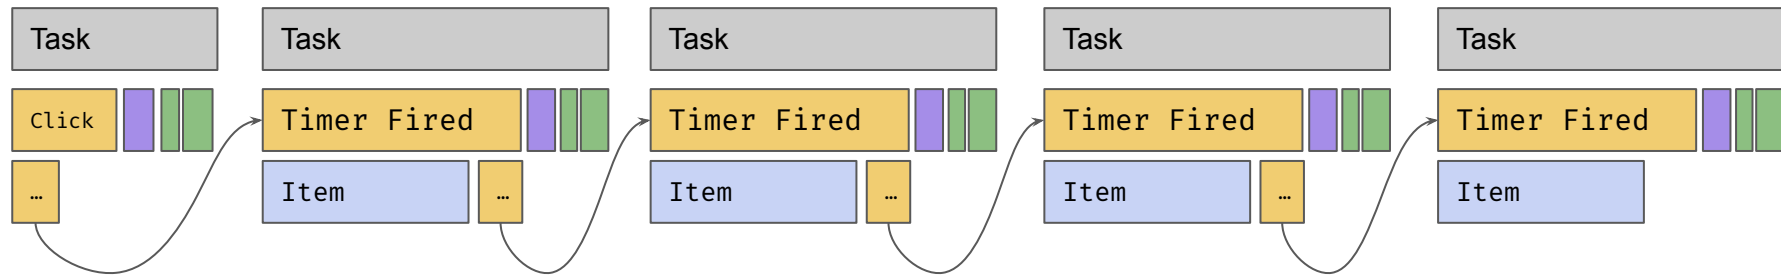 Task Task Task Task Task
Click Timer Fired Timer Fired Timer Fired Timer Fired
… Item … Item … Item … Item